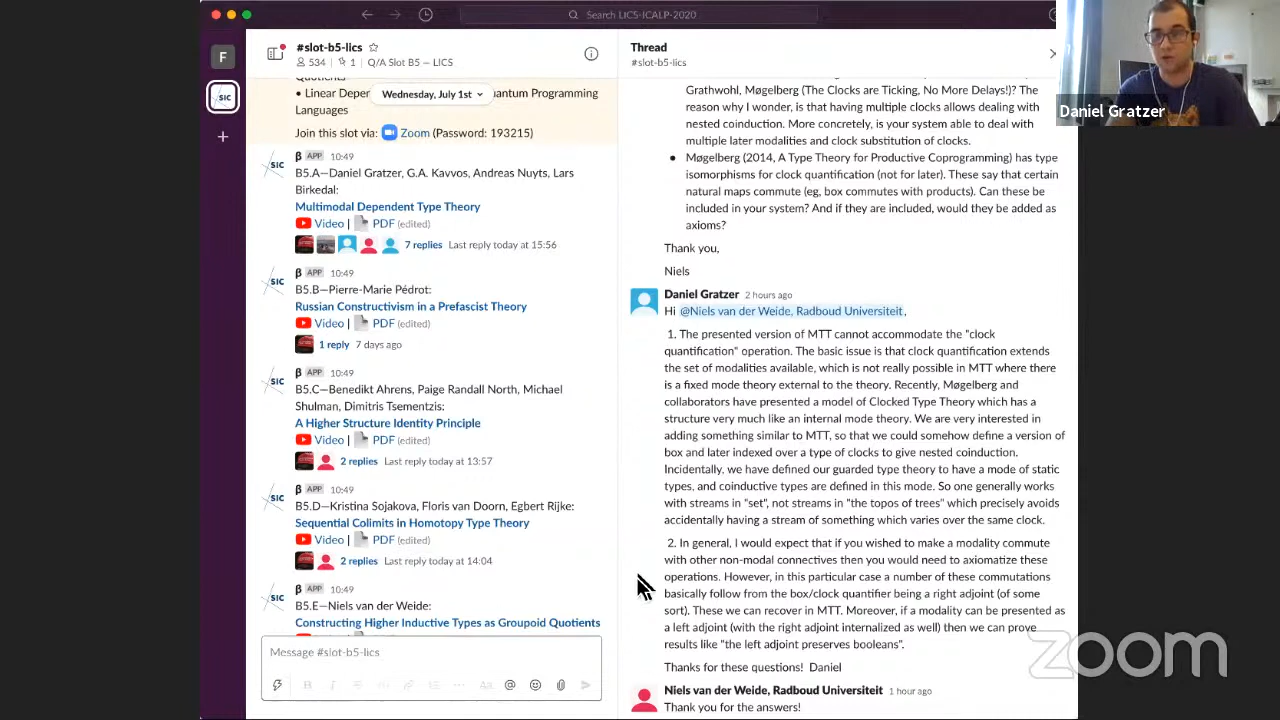 Search LICS-ICALP-2020
F
SIC
#slot-b5-lics
534 | 1 | Q/A Slot B5 — LICS
Wednesday, July 1st
• Linear Deper
antum Programming
Languages
Join this slot via: Zoom (Password: 193215)
β APP 10:49
B5.A—Daniel Gratzer, G.A. Kavvos, Andreas Nuyts, Lars
Birkedal:
Multimodal Dependent Type Theory
Video | PDF (edited)
7 replies Last reply today at 15:56
β APP 10:49
B5.B—Pierre-Marie Pédrot:
Russian Constructivism in a Prefascist Theory
Video | PDF (edited)
1 reply 7 days ago
β APP 10:49
B5.C—Benedikt Ahrens, Paige Randall North, Michael
Shulman, Dimitris Tsementzis:
A Higher Structure Identity Principle
Video | PDF (edited)
2 replies Last reply today at 13:57
β APP 10:49
B5.D—Kristina Sojakova, Floris van Doorn, Egbert Rijke:
Sequential Colimits in Homotopy Type Theory
Video | PDF (edited)
2 replies Last reply today at 14:04
β APP 10:49
B5.E—Niels van der Weide:
Constructing Higher Inductive Types as Groupoid Quotients
Message #slot-b5-lics
Thread
#slot-b5-lics
Grathwohl, Møgelberg (The Clocks are Ticking, No More Delays!)? The
reason why I wonder, is that having multiple clocks allows dealing with
nested coinduction. More concretely, is your system able to deal with
multiple later modalities and clock substitution of clocks.
• Møgelberg (2014, A Type Theory for Productive Coprogramming) has type
isomorphisms for clock quantification (not for later). These say that certain
natural maps commute (eg, box commutes with products). Can these be
included in your system? And if they are included, would they be added as
axioms?
Thank you,
Niels
Daniel Gratzer 2 hours ago
Hi @Niels van der Weide, Radboud Universiteit,
1. The presented version of MTT cannot accommodate the "clock
quantification" operation. The basic issue is that clock quantification extends
the set of modalities available, which is not really possible in MTT where there
is a fixed mode theory external to the theory. Recently, Møgelberg and
collaborators have presented a model of Clocked Type Theory which has a
structure very much like an internal mode theory. We are very interested in
adding something similar to MTT, so that we could somehow define a version of
box and later indexed over a type of clocks to give nested coinduction.
Incidentally, we have defined our guarded type theory to have a mode of static
types, and coinductive types are defined in this mode. So one generally works
with streams in "set", not streams in "the topos of trees" which precisely avoids
accidentally having a stream of something which varies over the same clock.
2. In general, I would expect that if you wished to make a modality commute
with other non-modal connectives then you would need to axiomatize these
operations. However, in this particular case a number of these commutations
basically follow from the box/clock quantifier being a right adjoint (of some
sort). These we can recover in MTT. Moreover, if a modality can be presented as
a left adjoint (with the right adjoint internalized as well) then we can prove
results like "the left adjoint preserves booleans".
Thanks for these questions! Daniel
Niels van der Weide, Radboud Universiteit 1 hour ago
Thank you for the answers!
Daniel Gratzer
zoom